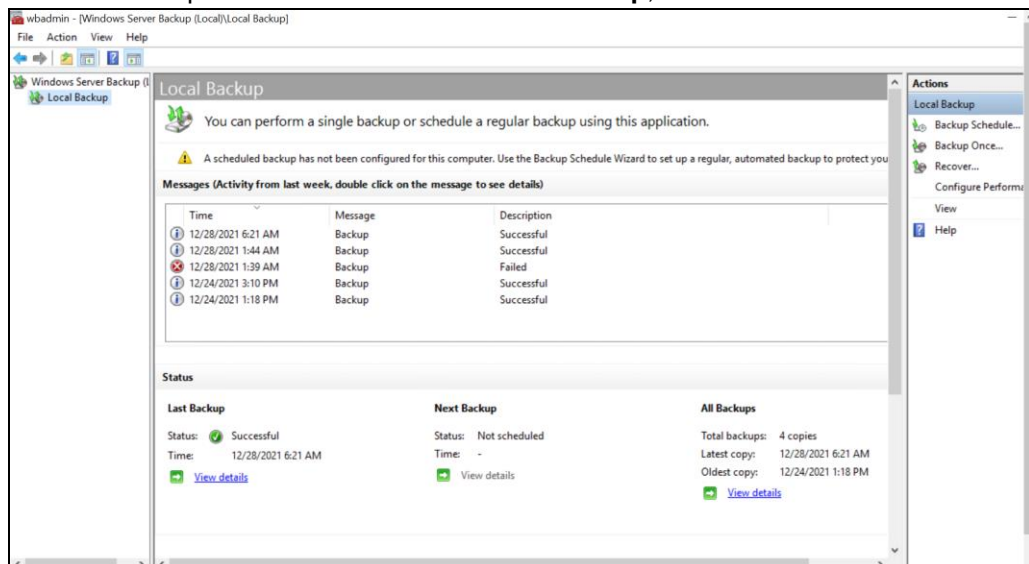 wbadmin - [Windows Server Backup (Local)\Local Backup]
File Action View Help
Windows Server Backup (l
Local Backup
Local Backup
You can perform a single backup or schedule a regular backup using this application.
A scheduled backup has not been configured for this computer. Use the Backup Schedule Wizard to set up a regular, automated backup to protect you
Messages (Activity from last week, double click on the message to see details)
Time Message Description
12/28/2021 6:21 AM Backup Successful
12/28/2021 1:44 AM Backup Successful
12/28/2021 1:39 AM Backup Failed
12/24/2021 3:10 PM Backup Successful
12/24/2021 1:18 PM Backup Successful
Status
Last Backup Next Backup All Backups
Status: Successful Status: Not scheduled Total backups: 4 copies
Time: 12/28/2021 6:21 AM Time: - Latest copy: 12/28/2021 6:21 AM
View details View details Oldest copy: 12/24/2021 1:18 PM
View details
Actions
Local Backup
Backup Schedule...
Backup Once...
Recover...
Configure Performa
View
Help